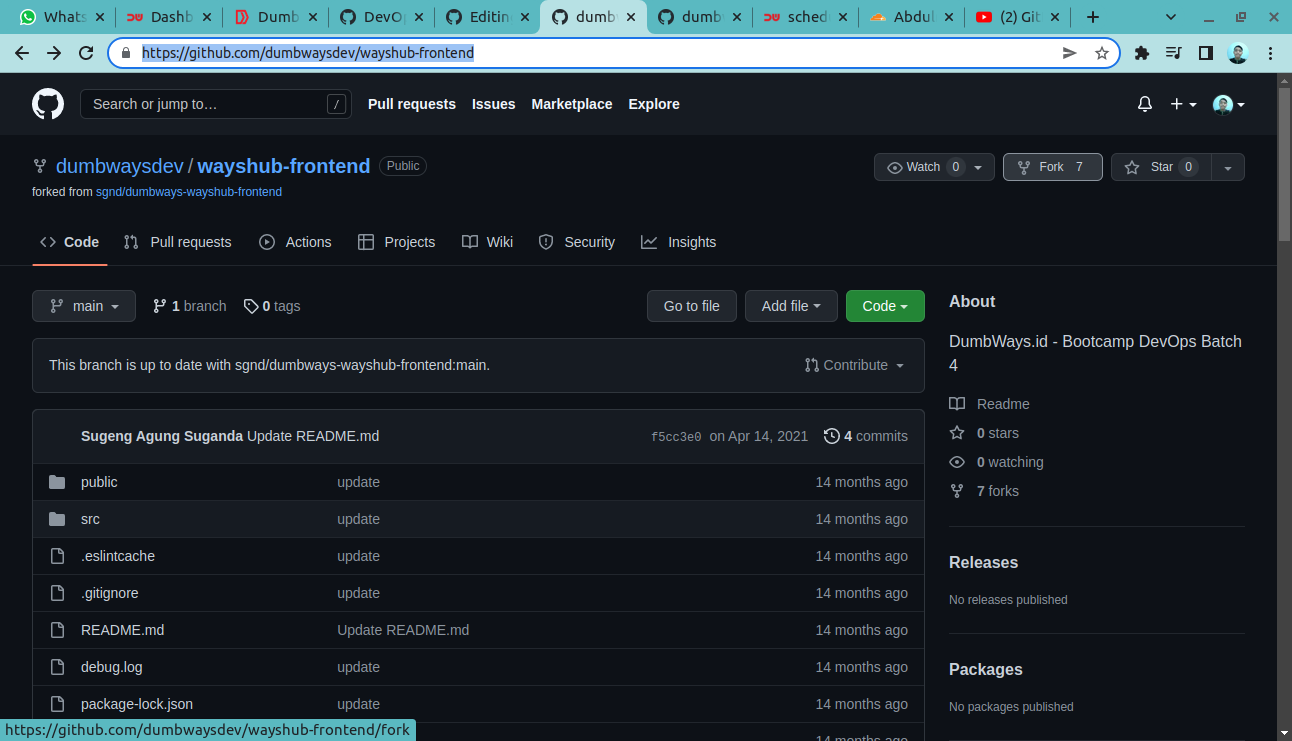 Whats
Dashb
Dumb
DevOp
Editin
dumbw
dumbw
sched
Abdul
(2) Git
https://github.com/dumbwaysdev/wayshub-frontend
Search or jump to… /
Pull requests Issues Marketplace Explore
dumbwaysdev / wayshub-frontend Public
Watch 0 Fork 7 Star 0
forked from sgnd/dumbways-wayshub-frontend
Code Pull requests Actions Projects Wiki Security Insights
main 1 branch 0 tags Go to file Add file Code
This branch is up to date with sgnd/dumbways-wayshub-frontend:main. Contribute
Sugeng Agung Suganda Update README.md f5cc3e0 on Apr 14, 2021 4 commits
public update 14 months ago
src update 14 months ago
.eslintcache update 14 months ago
.gitignore update 14 months ago
README.md Update README.md 14 months ago
debug.log update 14 months ago
package-lock.json update 14 months ago
14 months ago
About
DumbWays.id - Bootcamp DevOps Batch
4
Readme
0 stars
0 watching
7 forks
Releases
No releases published
Packages
No packages published
https://github.com/dumbwaysdev/wayshub-frontend/fork